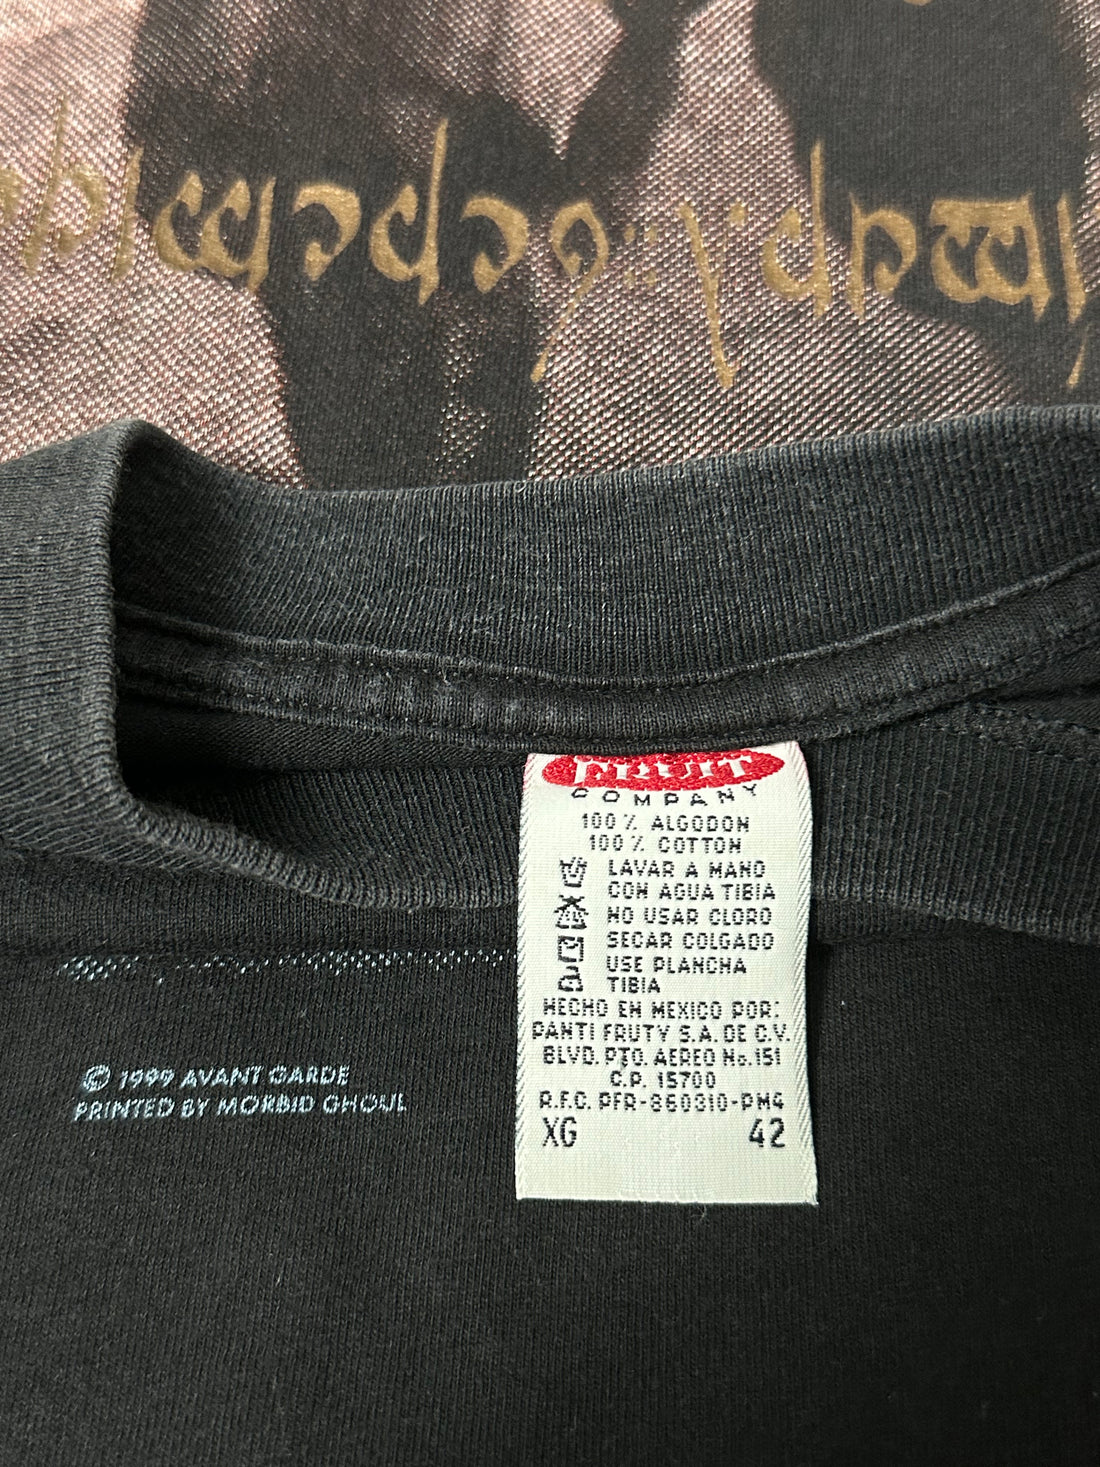 FRUIT
COMPANY
100 % ALGODON
100 % COTTON
LAVAR A MANO
CON AGUA TIBIA
NO USAR CLORO
SECAR COLGADO
USE PLANCHA
TIBIA
HECHO EN MEXICO POR:
PANTI FRUTY S.A. DE C.V.
BLVD. PTO. AEREO No. 151
C.P. 15700
R.F.C. PFR-860310-PM4
XG 42
© 1999 AVANT GARDE
PRINTED BY MORBID GHOUL